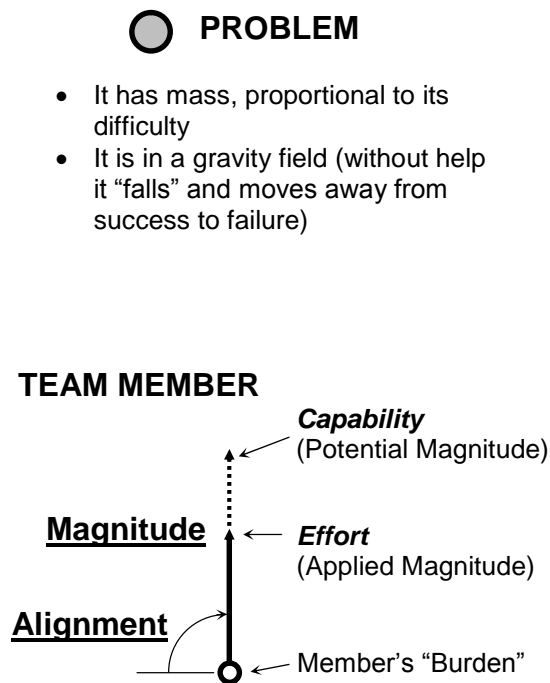 PROBLEM
• It has mass, proportional to its
difficulty
• It is in a gravity field (without help
it “falls” and moves away from
success to failure)
TEAM MEMBER
Capability
(Potential Magnitude)
Magnitude
Effort
(Applied Magnitude)
Alignment
Member’s “Burden”